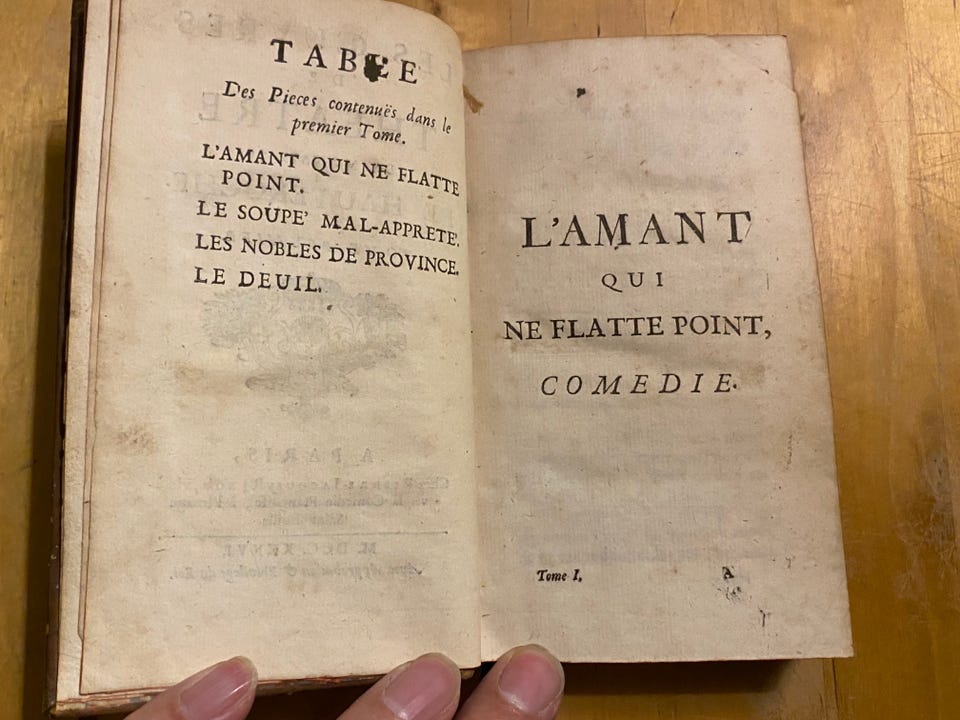 TABLE
Des Pieces contenuës dans le
premier Tome.
L'AMANT QUI NE FLATTE
POINT.
LE SOUPE' MAL-APPRETE'.
LES NOBLES DE PROVINCE.
LE DEUIL.
L'AMANT
QUI
NE FLATTE POINT,
COMEDIE.
Tome I.
A